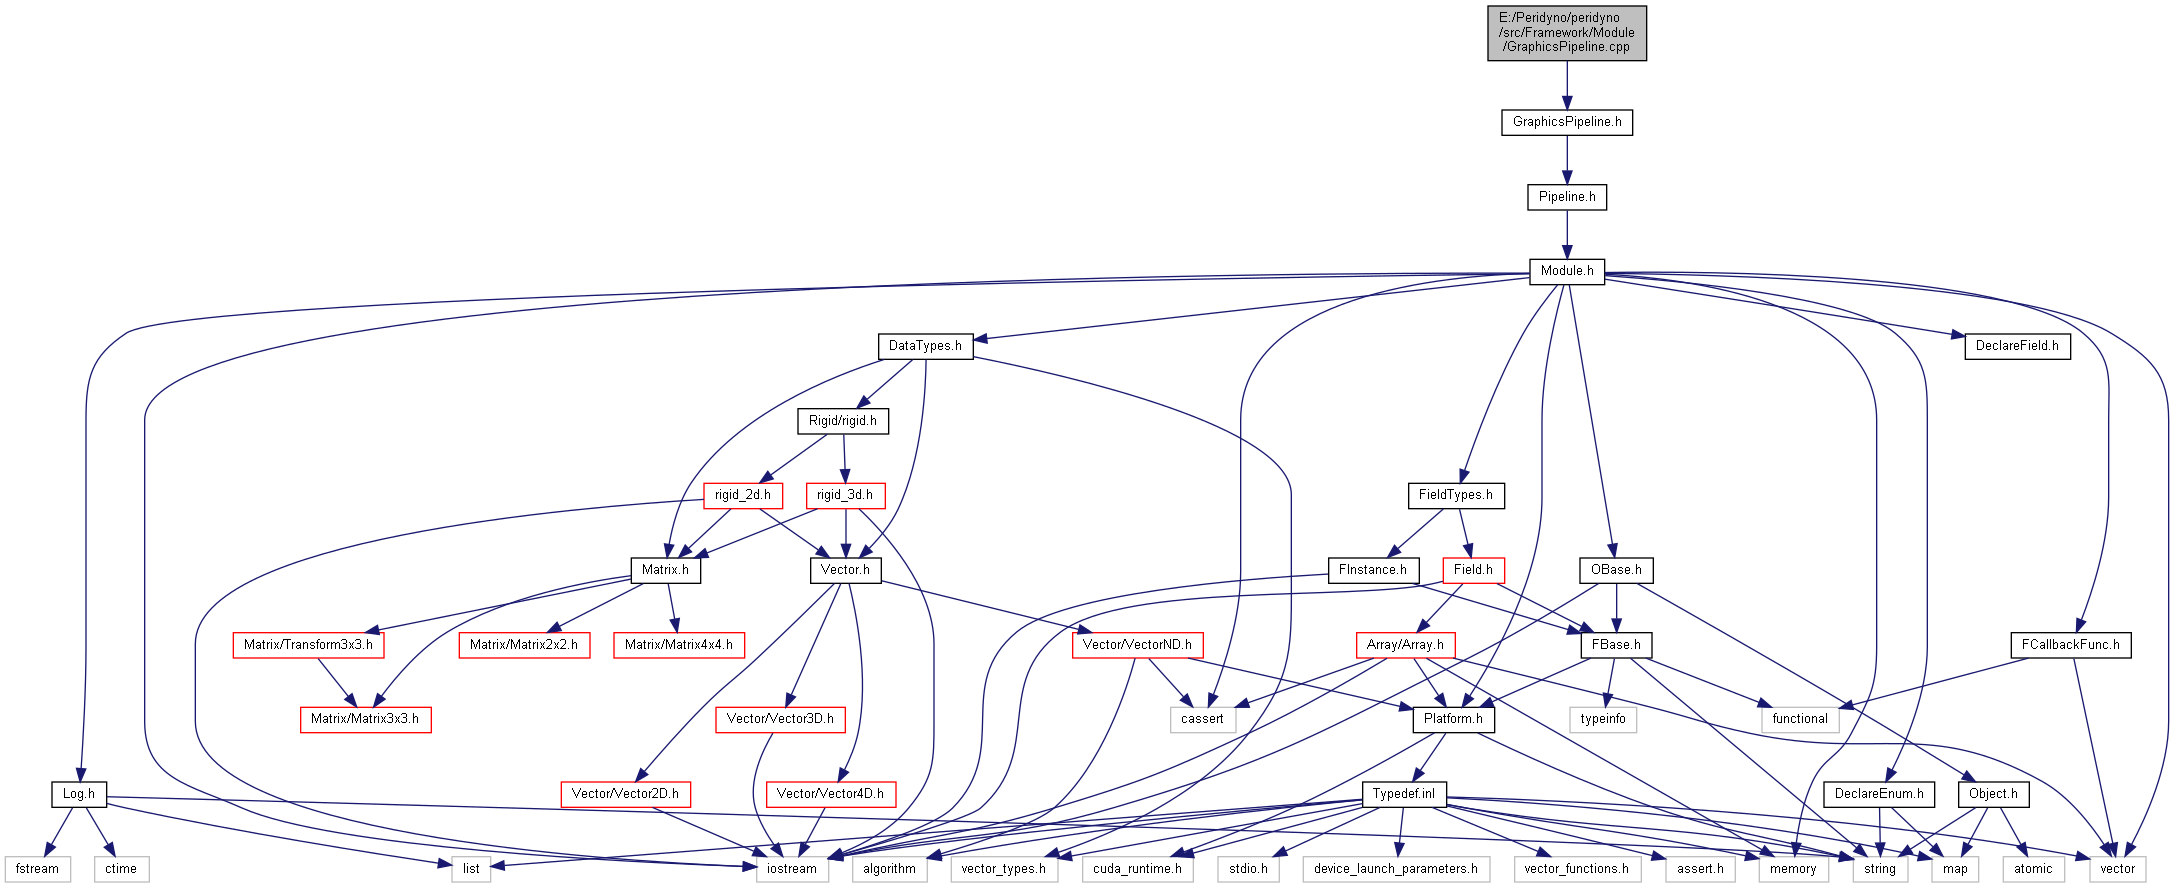 E:/Peridyno/peridyno
/src/Framework/Module
/GraphicsPipeline.cpp
GraphicsPipeline.h
Pipeline.h
Module.h
DataTypes.h
DeclareField.h
Rigid/rigid.h
rigid_2d.h
rigid_3d.h
FieldTypes.h
Matrix.h
Vector.h
FInstance.h
Field.h
OBase.h
Matrix/Transform3x3.h
Matrix/Matrix2x2.h
Matrix/Matrix4x4.h
Vector/VectorND.h
Array/Array.h
FBase.h
FCallbackFunc.h
Matrix/Matrix3x3.h
Vector/Vector3D.h
cassert
Platform.h
typeinfo
functional
Log.h
Vector/Vector2D.h
Vector/Vector4D.h
Typedef.inl
DeclareEnum.h
Object.h
fstream
ctime
list
iostream
algorithm
vector_types.h
cuda_runtime.h
stdio.h
device_launch_parameters.h
vector_functions.h
assert.h
memory
string
map
atomic
vector